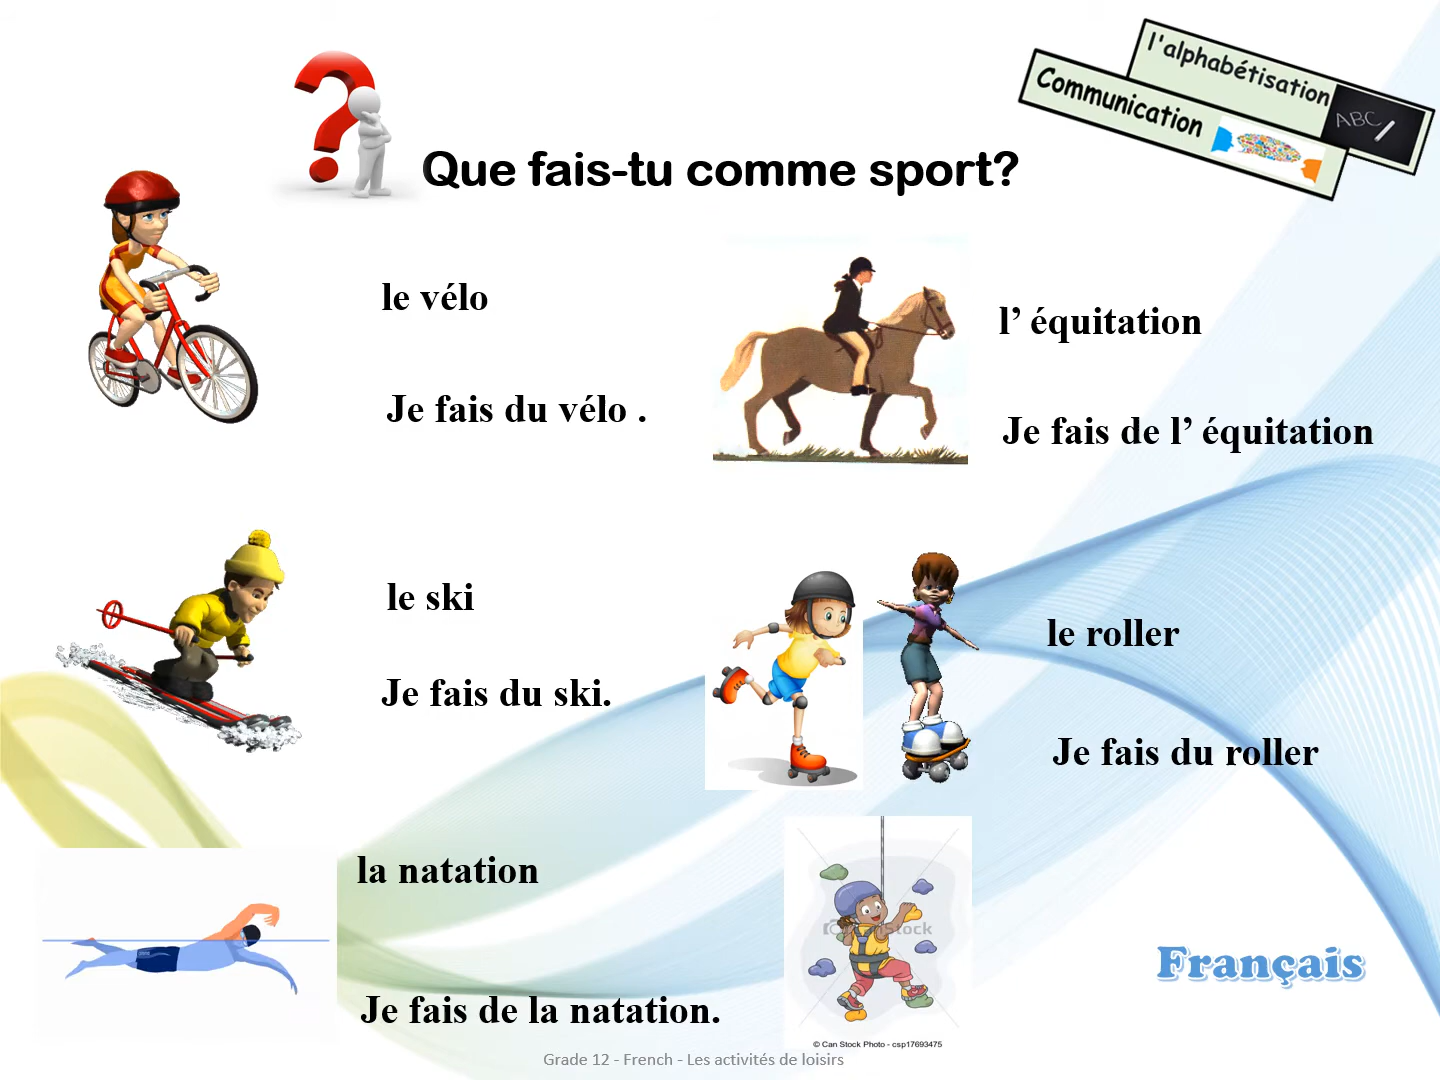 l'alphabétisation
ABC
Communication
Que fais-tu comme sport?
le vélo
Je fais du vélo .
l’ équitation
Je fais de l’ équitation
le ski
Je fais du ski.
le roller
Je fais du roller
la natation
Je fais de la natation.
CanStock
© Can Stock Photo - csp17693475
Français
Grade 12 - French - Les activités de loisirs